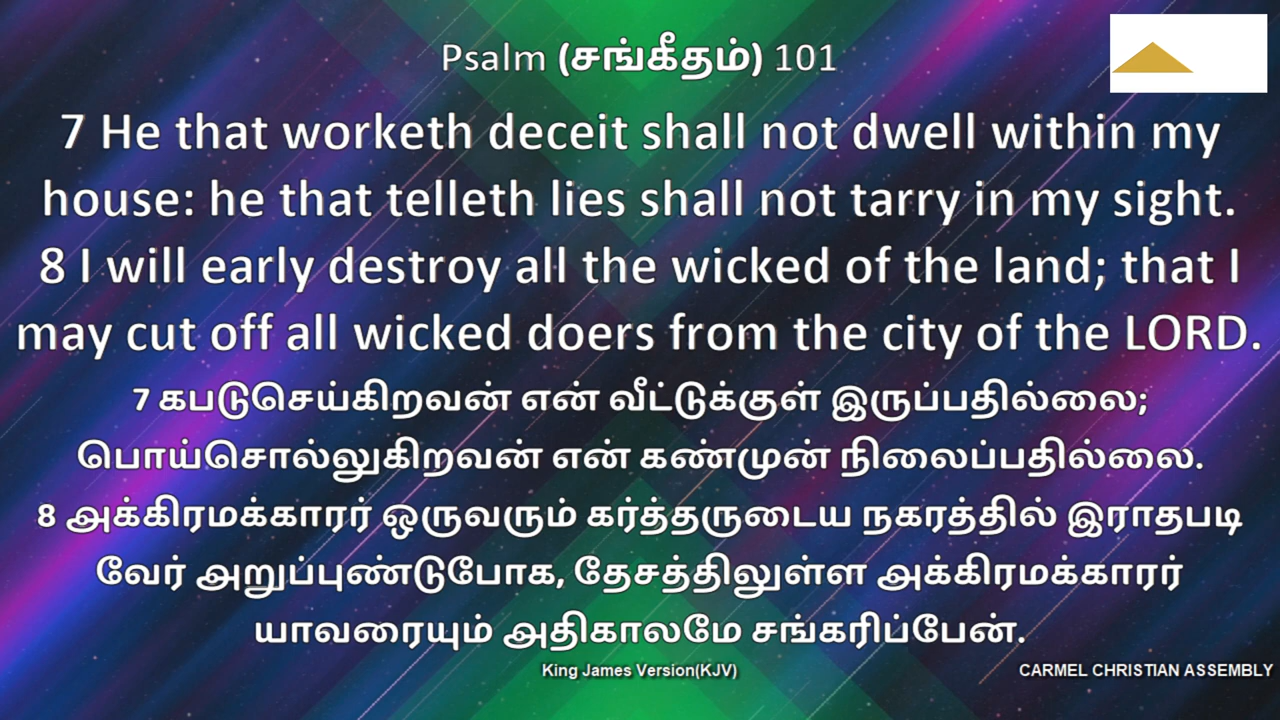 Psalm (சங்கீதம்) 101
7 He that worketh deceit shall not dwell within my
house: he that telleth lies shall not tarry in my sight.
8 I will early destroy all the wicked of the land; that I
may cut off all wicked doers from the city of the LORD.
7 கபடுசெய்கிறவன் என் வீட்டுக்குள் இருப்பதில்லை;
பொய்சொல்லுகிறவன் என் கண்முன் நிலைப்பதில்லை.
8 அக்கிரமக்காரர் ஒருவரும் கர்த்தருடைய நகரத்தில் இராதபடி
வேர் அறுப்புண்டுபோக, தேசத்திலுள்ள அக்கிரமக்காரர்
யாவரையும் அதிகாலமே சங்கரிப்பேன்.
King James Version(KJV)
CARMEL CHRISTIAN ASSEMBLY